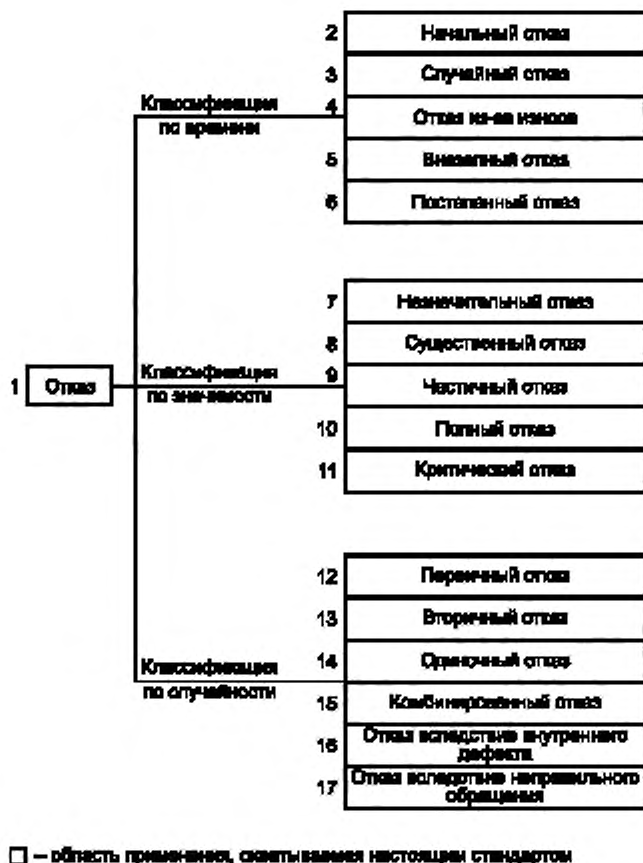 2 Начальный отказ
3 Случайный отказ
Классификация
по времени
4 Отказ из-за износа
5 Внезапный отказ
6 Постепенный отказ
7 Незначительный отказ
8 Существенный отказ
1 Отказ
Классификация
по значимости
9 Частичный отказ
10 Полный отказ
11 Критический отказ
12 Первичный отказ
13 Вторичный отказ
14 Одиночный отказ
Классификация
по случайности
15 Комбинированный отказ
16 Отказ вследствие внутреннего
дефекта
17 Отказ вследствие неправильного
обращения
□ – область применения, охватываемая настоящим стандартом